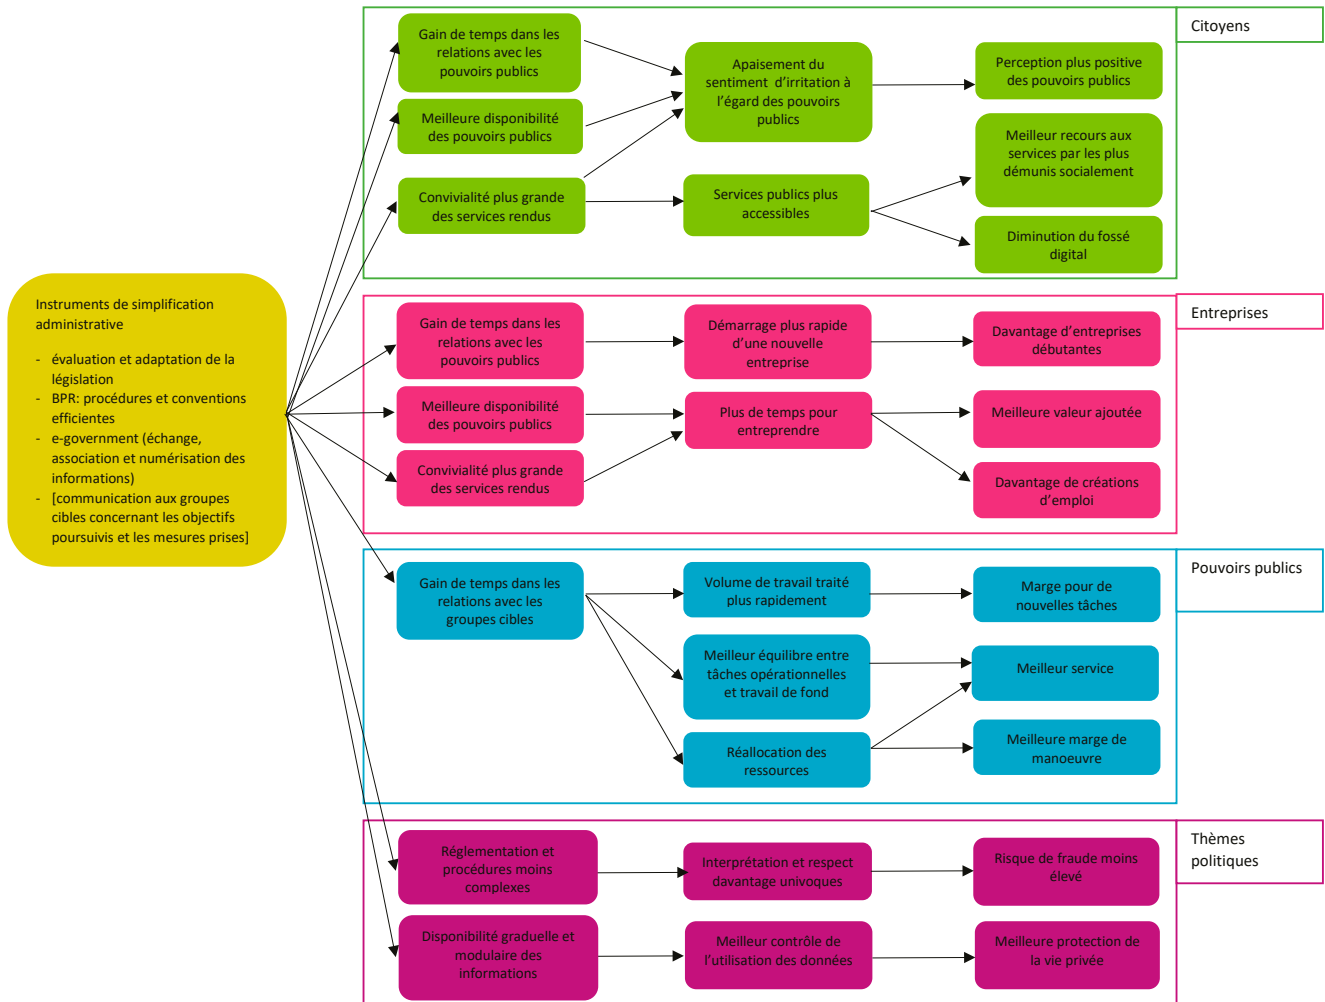 Instruments de simplification
administrative
- évaluation et adaptation de la
législation
- BPR: procédures et conventions
efficientes
- e-government (échange,
association et numérisation des
informations)
- [communication aux groupes
cibles concernant les objectifs
poursuivis et les mesures prises]
Citoyens
Gain de temps dans les
relations avec les
pouvoirs publics
Meilleure disponibilité
des pouvoirs publics
Convivialité plus grande
des services rendus
Apaisement du
sentiment d'irritation à
l'égard des pouvoirs
publics
Services publics plus
accessibles
Perception plus positive
des pouvoirs publics
Meilleur recours aux
services par les plus
démunis socialement
Diminution du fossé
digital
Entreprises
Gain de temps dans les
relations avec les
pouvoirs publics
Meilleure disponibilité
des pouvoirs publics
Convivialité plus grande
des services rendus
Démarrage plus rapide
d'une nouvelle
entreprise
Plus de temps pour
entreprendre
Davantage d'entreprises
débutantes
Meilleure valeur ajoutée
Davantage de créations
d'emploi
Pouvoirs publics
Gain de temps dans les
relations avec les
groupes cibles
Volume de travail traité
plus rapidement
Meilleur équilibre entre
tâches opérationnelles
et travail de fond
Réallocation des
ressources
Marge pour de
nouvelles tâches
Meilleur service
Meilleure marge de
manoeuvre
Thèmes
politiques
Réglementation et
procédures moins
complexes
Disponibilité graduelle et
modulaire des
informations
Interprétation et respect
davantage univoques
Meilleur contrôle de
l'utilisation des données
Risque de fraude moins
élevé
Meilleure protection de
la vie privée